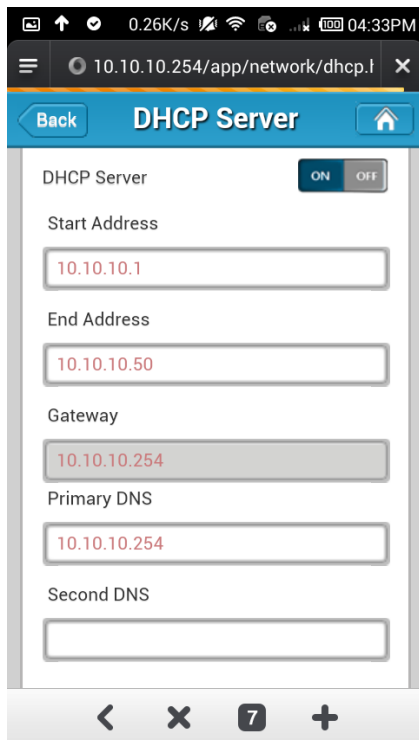 0.26K/s 100 04:33PM
10.10.10.254/app/network/dhcp.h
Back DHCP Server
DHCP Server ON OFF
Start Address
10.10.10.1
End Address
10.10.10.50
Gateway
10.10.10.254
Primary DNS
10.10.10.254
Second DNS
7